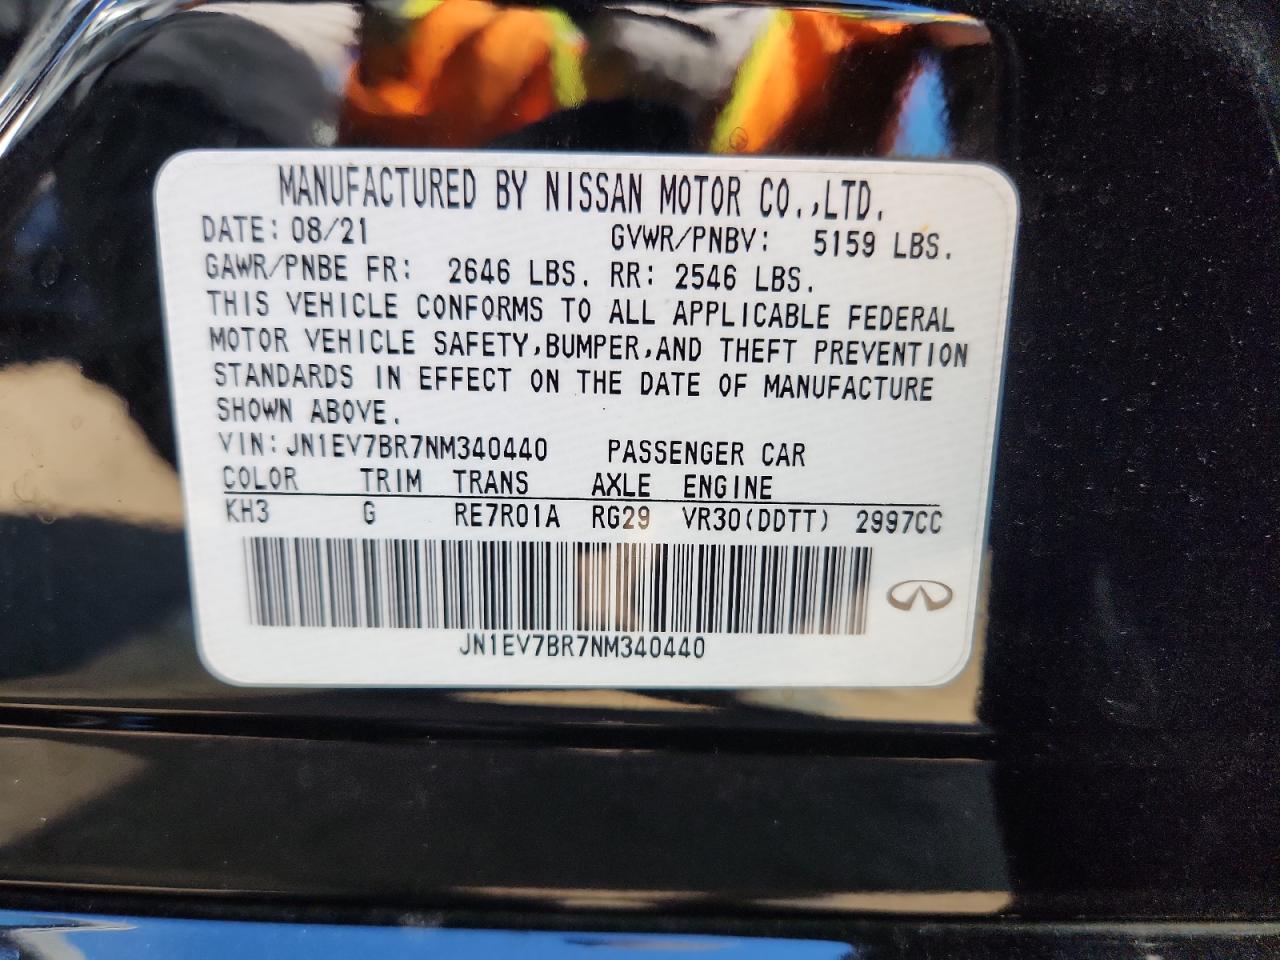 MANUFACTURED BY NISSAN MOTOR CO.,LTD.
DATE: 08/21 GVWR/PNBV: 5159 LBS.
GAWR/PNBE FR: 2646 LBS. RR: 2546 LBS.
THIS VEHICLE CONFORMS TO ALL APPLICABLE FEDERAL
MOTOR VEHICLE SAFETY,BUMPER,AND THEFT PREVENTION
STANDARDS IN EFFECT ON THE DATE OF MANUFACTURE
SHOWN ABOVE.
VIN: JN1EV7BR7NM340440 PASSENGER CAR
COLOR TRIM TRANS AXLE ENGINE
KH3 G RE7R01A RG29 VR30(DDTT) 2997CC
JN1EV7BR7NM340440